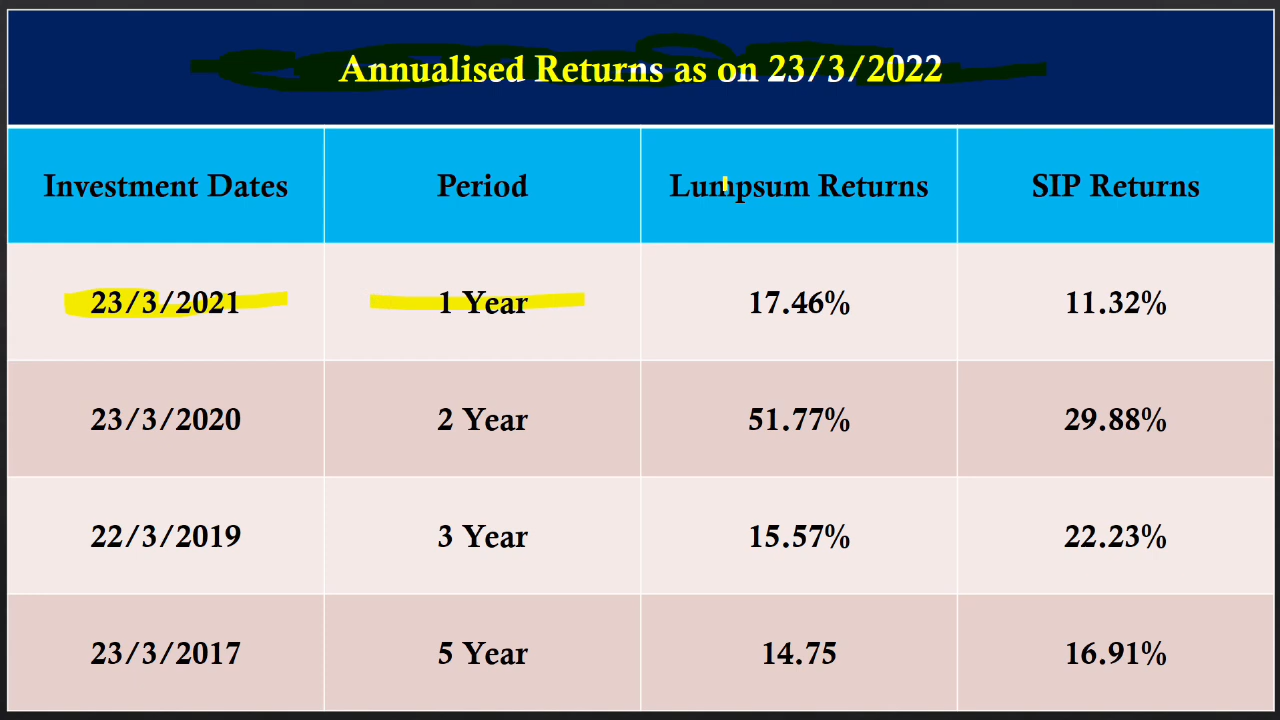 Annualised Returns as on 23/3/2022
Investment Dates Period Lumpsum Returns SIP Returns
23/3/2021 1 Year 17.46% 11.32%
23/3/2020 2 Year 51.77% 29.88%
22/3/2019 3 Year 15.57% 22.23%
23/3/2017 5 Year 14.75 16.91%